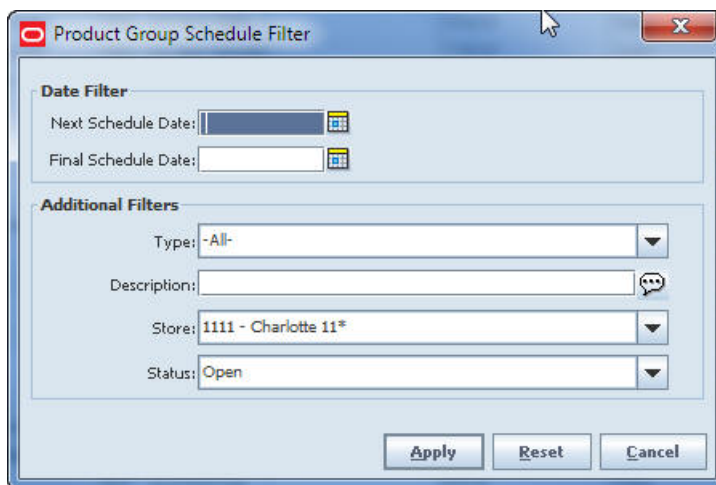 Product Group Schedule Filter
Date Filter
Next Schedule Date:
Final Schedule Date:
Additional Filters
Type: -All-
Description:
Store: 1111 - Charlotte 11*
Status: Open
Apply Reset Cancel